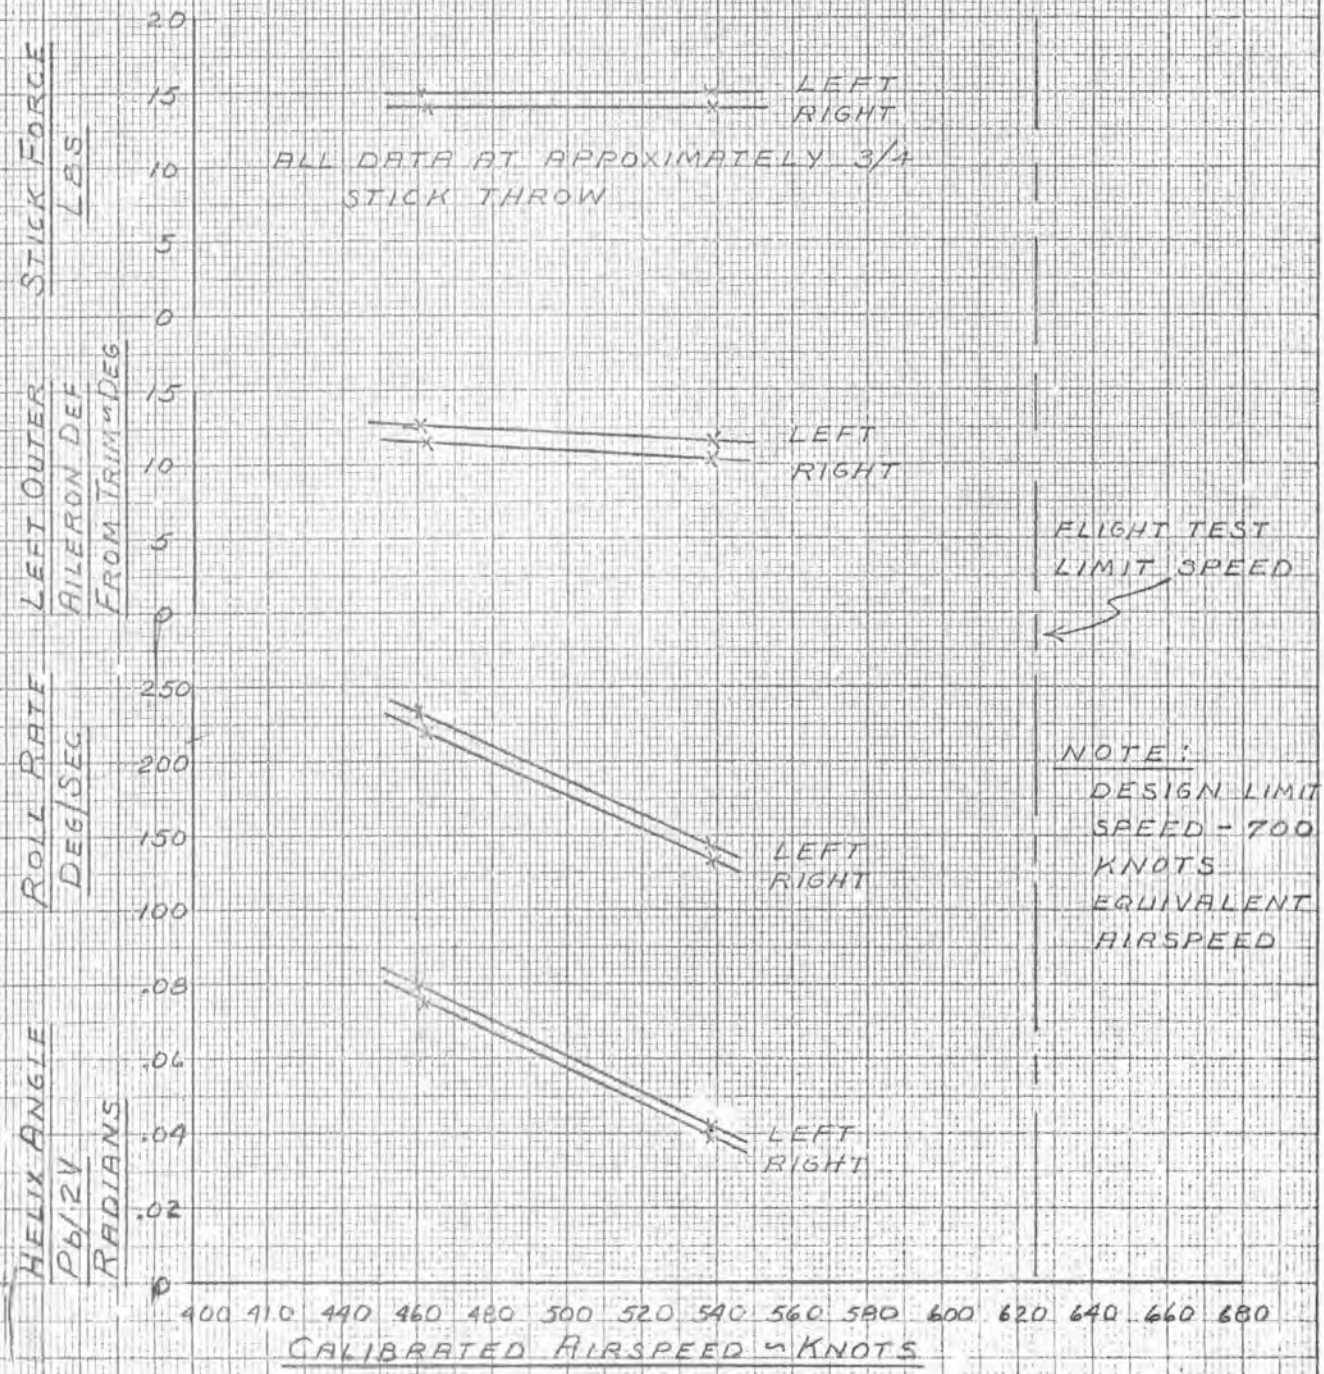 STICK FORCE
LBS
20
15
10
5
0
LEFT
RIGHT
ALL DATA AT APPOXIMATELY 3/4
STICK THROW
LEFT OUTER
AILERON DEF
FROM TRIM~DEG
15
10
5
0
LEFT
RIGHT
FLIGHT TEST
LIMIT SPEED
ROLL RATE
DEG/SEC
250
200
150
100
LEFT
RIGHT
NOTE:
DESIGN LIMIT
SPEED - 700
KNOTS
EQUIVALENT
AIRSPEED
HELIX ANGLE
Pb/2V
RADIANS
.08
.06
.04
.02
0
LEFT
RIGHT
400 410 440 460 480 500 520 540 560 580 600 620 640 660 680
CALIBRATED AIRSPEED ~ KNOTS